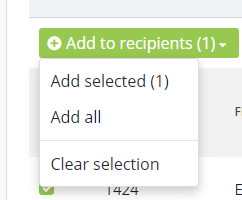 Add to recipients (1)
Add selected (1)
Add all
Clear selection
1424